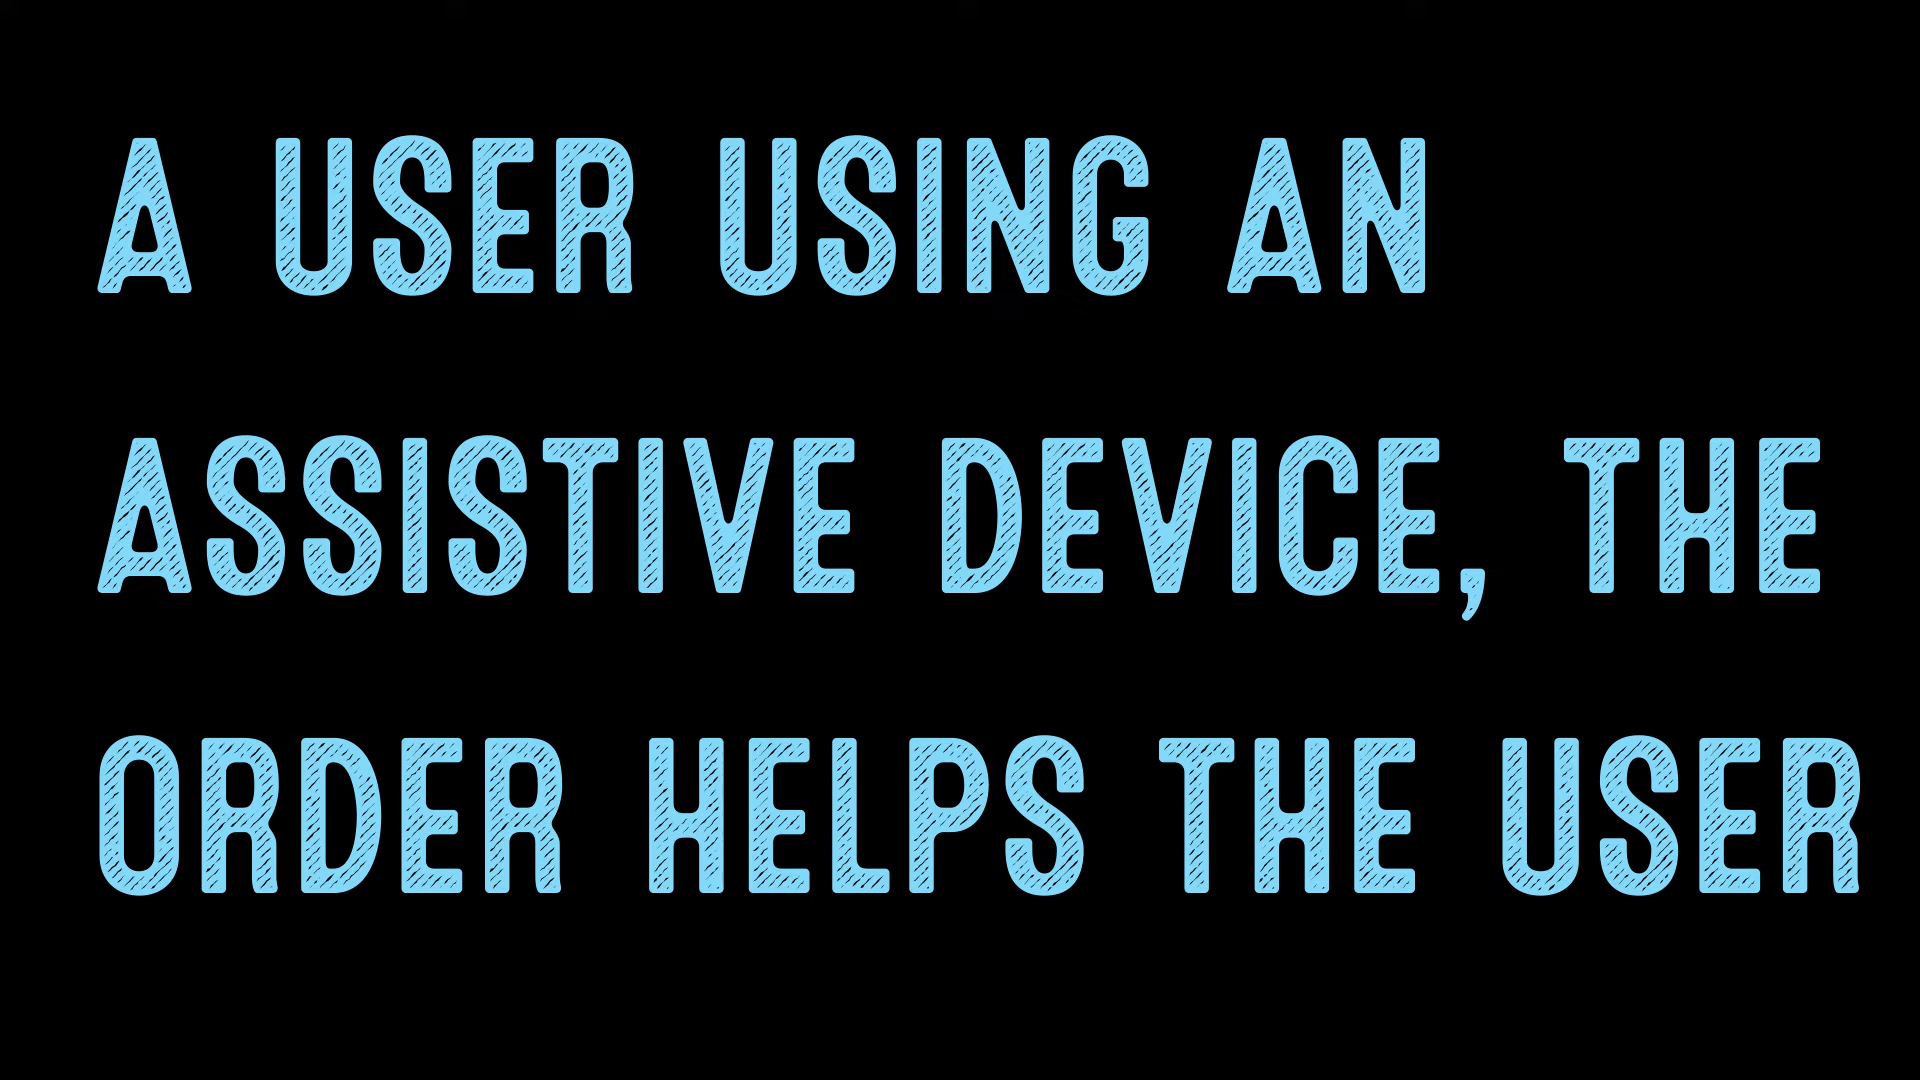 A USER USING AN
ASSISTIVE DEVICE, THE
ORDER HELPS THE USER